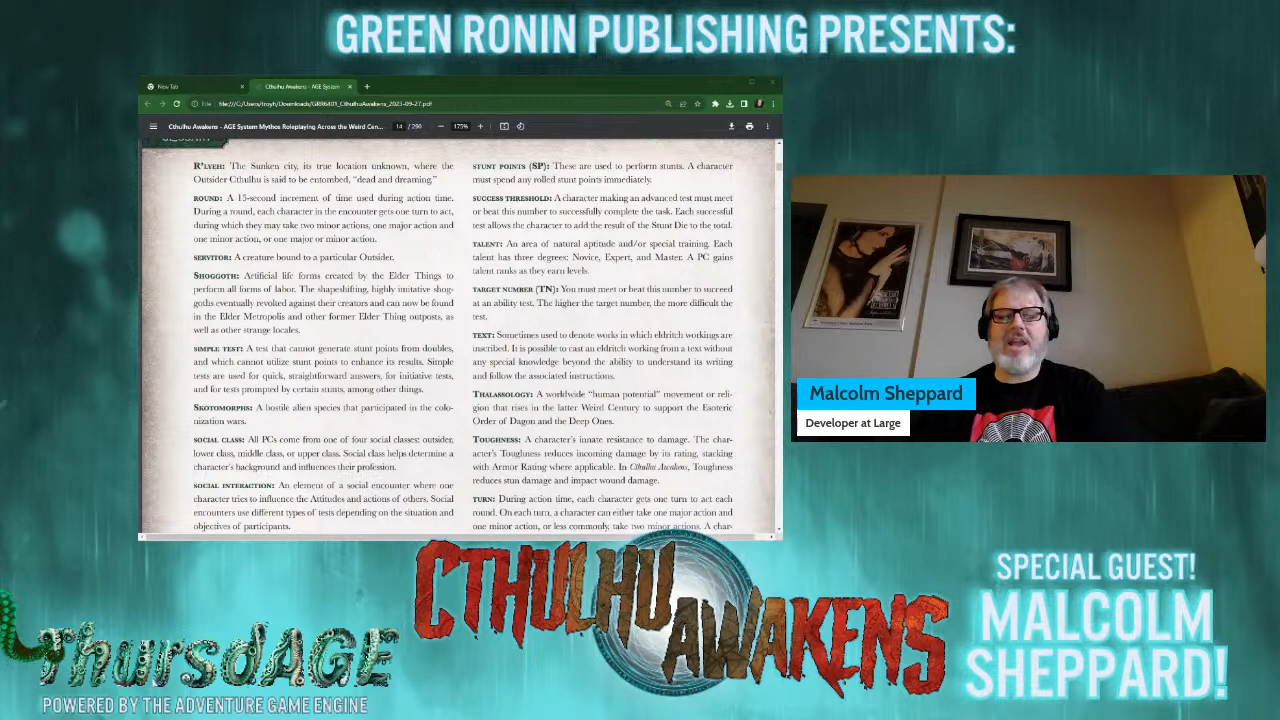 GREEN RONIN PUBLISHING PRESENTS:
New Tab
Cthulhu Awakens - AGE System
File
file:///C:/Users/troyh/Downloads/GRR6401_CthulhuAwakens_2023-09-27.pdf
Cthulhu Awakens - AGE System Mythos Roleplaying Across the Weird Cen...
14 / 290
175%
R'LYEH: The Sunken city, its true location unknown, where the
Outsider Cthulhu is said to be entombed, "dead and dreaming."
ROUND: A 15-second increment of time used during action time.
During a round, each character in the encounter gets one turn to act,
during which they may take two minor actions, one major action and
one minor action, or one major or minor action.
SERVITOR: A creature bound to a particular Outsider.
SHOGGOTH: Artificial life forms created by the Elder Things to
perform all forms of labor. The shapeshifting, highly imitative shog-
goths eventually revolted against their creators and can now be found
in the Elder Metropolis and other former Elder Thing outposts, as
well as other strange locales.
SIMPLE TEST: A test that cannot generate stunt points from doubles,
and which cannot utilize stunt points to enhance its results. Simple
tests are used for quick, straightforward answers, for initiative tests,
and for tests prompted by certain stunts, among other things.
SKOTOMORPHS: A hostile alien species that participated in the colo-
nization wars.
SOCIAL CLASS: All PCs come from one of four social classes: outsider,
lower class, middle class, or upper class. Social class helps determine a
character's background and influences their profession.
SOCIAL INTERACTION: An element of a social encounter where one
character tries to influence the Attitudes and actions of others. Social
encounters use different types of tests depending on the situation and
objectives of participants.
STUNT POINTS (SP): These are used to perform stunts. A character
must spend any rolled stunt points immediately.
SUCCESS THRESHOLD: A character making an advanced test must meet
or beat this number to successfully complete the task. Each successful
test allows the character to add the result of the Stunt Die to the total.
TALENT: An area of natural aptitude and/or special training. Each
talent has three degrees: Novice, Expert, and Master. A PC gains
talent ranks as they earn levels.
TARGET NUMBER (TN): You must meet or beat this number to succeed
at an ability test. The higher the target number, the more difficult the
test.
TEXT: Sometimes used to denote works in which eldritch workings are
inscribed. It is possible to cast an eldritch working from a text without
any special knowledge beyond the ability to understand its writing
and follow the associated instructions.
THALASSOLOGY: A worldwide "human potential" movement or reli-
gion that rises in the latter Weird Century to support the Esoteric
Order of Dagon and the Deep Ones.
TOUGHNESS: A character's innate resistance to damage. The char-
acter's Toughness reduces incoming damage by its rating, stacking
with Armor Rating where applicable. In Cthulhu Awakens, Toughness
reduces stun damage and impact wound damage.
TURN: During action time, each character gets one turn to act each
round. On each turn, a character can either take one major action and
one minor action, or less commonly, take two minor actions. A char-
Malcolm Sheppard
Developer at Large
ThursdAGE
POWERED BY THE ADVENTURE GAME ENGINE
CTHULHU
AWAKENS
SPECIAL GUEST!
MALCOLM
SHEPPARD!